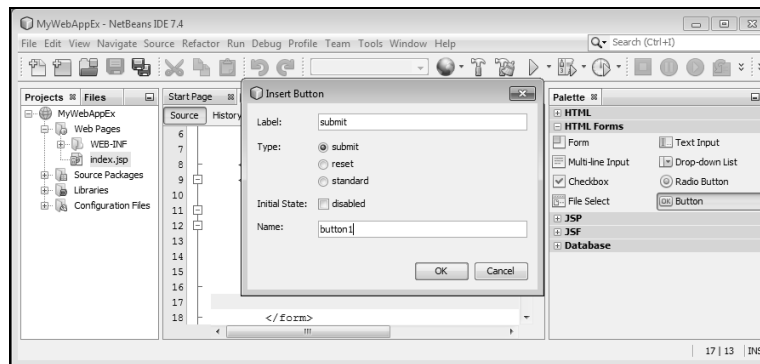 MyWebAppEx - NetBeans IDE 7.4
File Edit View Navigate Source Refactor Run Debug Profile Team Tools Window Help
Search (Ctrl+I)
Projects Files
MyWebAppEx
Web Pages
WEB-INF
index.jsp
Source Packages
Libraries
Configuration Files
Start Page
Source History
6
7
8
9
10
11
12
13
14
15
16
17
18 </form>
Insert Button
Label: submit
Type: submit
reset
standard
Initial State: disabled
Name: button1
OK Cancel
Palette
HTML
HTML Forms
Form Text Input
Multi-line Input Drop-down List
Checkbox Radio Button
File Select OK Button
JSP
JSF
Database
17 | 13 INS